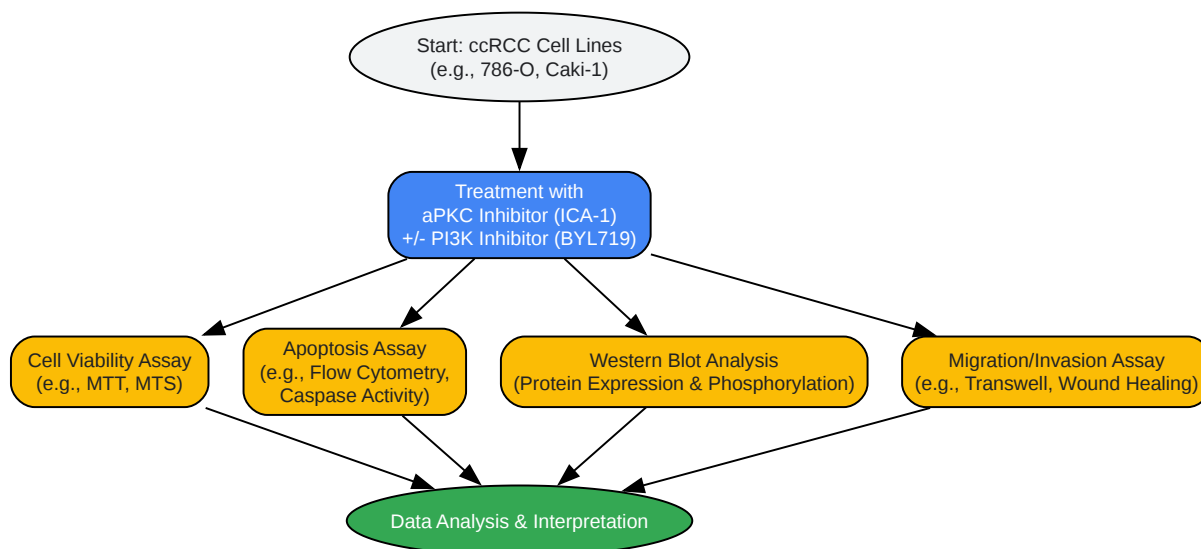 Start: ccRCC Cell Lines
(e.g., 786-O, Caki-1)
Treatment with
aPKC Inhibitor (ICA-1)
+/- PI3K Inhibitor (BYL719)
Cell Viability Assay
(e.g., MTT, MTS)
Apoptosis Assay
(e.g., Flow Cytometry,
Caspase Activity)
Western Blot Analysis
(Protein Expression & Phosphorylation)
Migration/Invasion Assay
(e.g., Transwell, Wound Healing)
Data Analysis & Interpretation